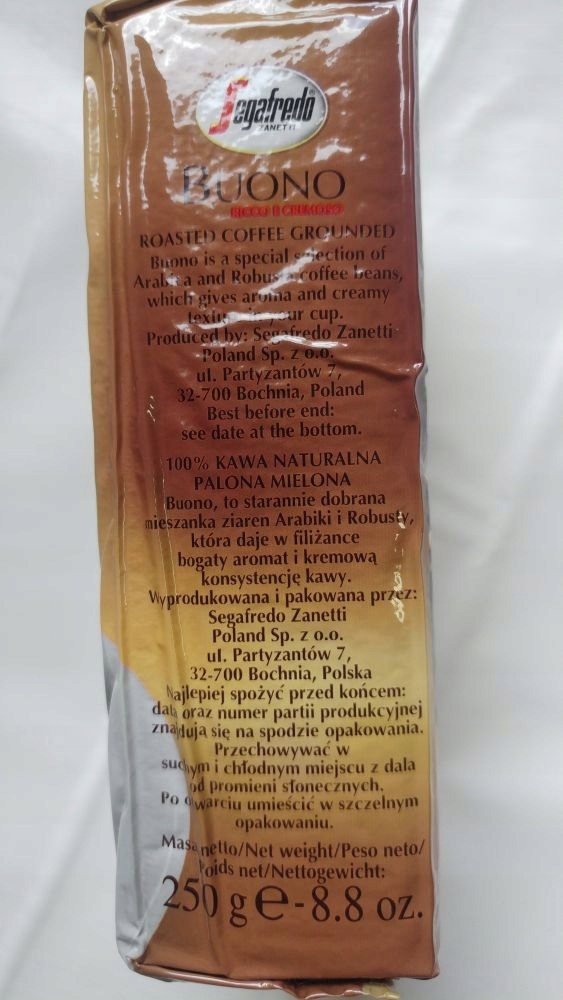 Segafredo
ZANETTI
BUONO
RICCO E CREMOSO
ROASTED COFFEE GROUNDED
Buono is a special selection of
Arabica and Robusta coffee beans,
which gives aroma and creamy
texture in your cup.
Produced by: Segafredo Zanetti
Poland Sp. z o.o.
ul. Partyzantów 7,
32-700 Bochnia, Poland
Best before end:
see date at the bottom.
100% KAWA NATURALNA
PALONA MIELONA
Buono, to starannie dobrana
mieszanka ziaren Arabiki i Robusty,
która daje w filiżance
bogaty aromat i kremową
konsystencję kawy.
Wyprodukowana i pakowana przez:
Segafredo Zanetti
Poland Sp. z o.o.
ul. Partyzantów 7,
32-700 Bochnia, Polska
Najlepiej spożyć przed końcem:
data oraz numer partii produkcyjnej
znajdują się na spodzie opakowania.
Przechowywać w
suchym i chłodnym miejscu z dala
od promieni słonecznych.
Po otwarciu umieścić w szczelnym
opakowaniu.
Masa netto/Net weight/Peso neto/
Poids net/Nettogewicht:
250 g e - 8.8 oz.